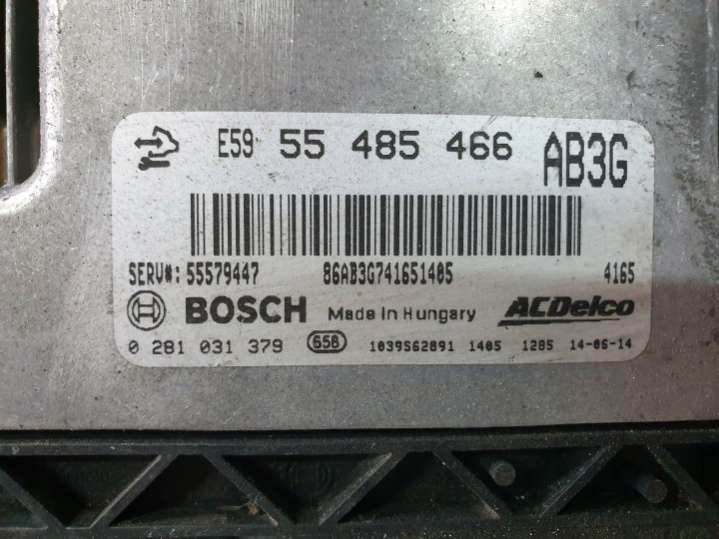 E59 55 485 466 AB3G
SERV#: 55579447 86AB3G741651405 4165
BOSCH Made in Hungary ACDelco
0 281 031 379 658 1039S62891 1405 1285 14-06-14